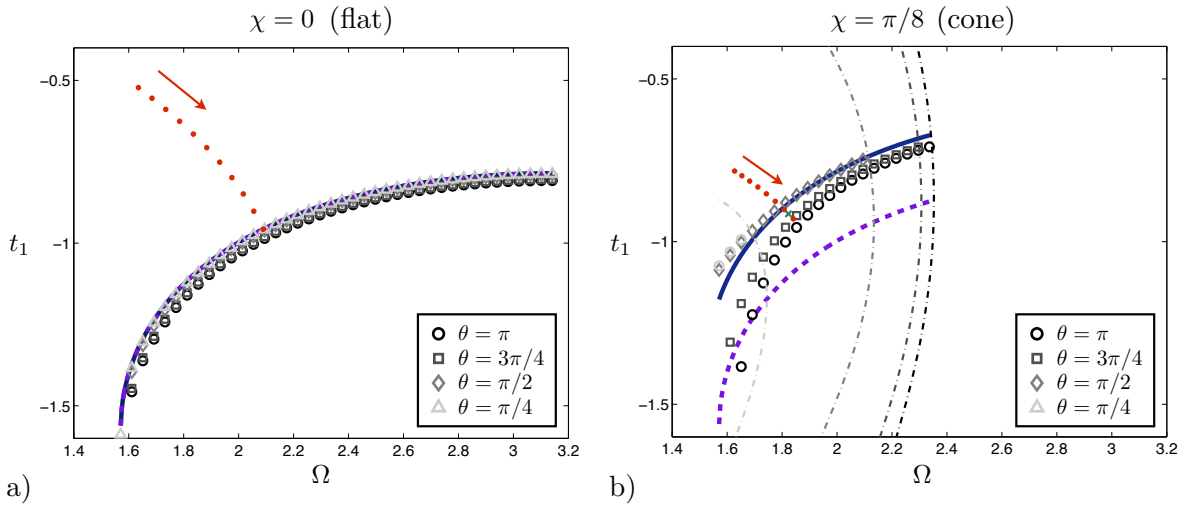 χ = 0 (flat)
−0.5
−1
−1.5
t₁
1.4 1.6 1.8 2 2.2 2.4 2.6 2.8 3 3.2
Ω
θ = π
θ = 3π/4
θ = π/2
θ = π/4
a)
χ = π/8 (cone)
−0.5
−1
−1.5
t₁
1.4 1.6 1.8 2 2.2 2.4 2.6 2.8 3 3.2
Ω
θ = π
θ = 3π/4
θ = π/2
θ = π/4
b)